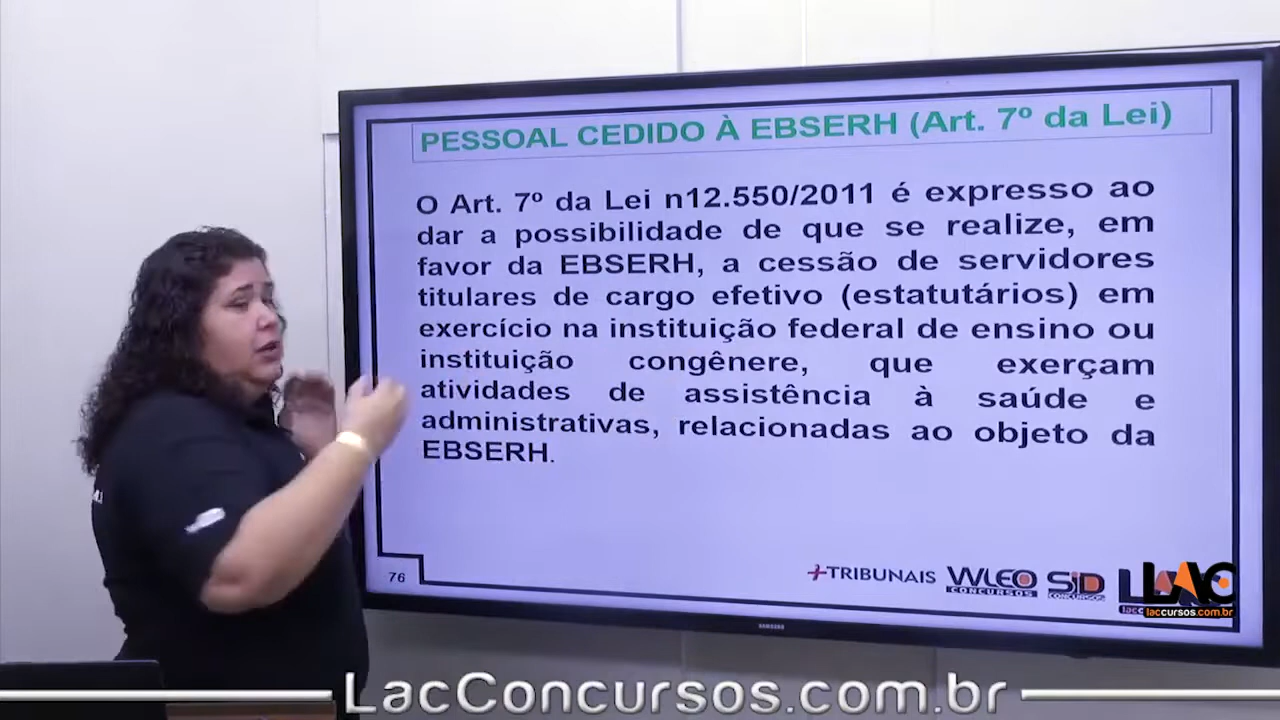 PESSOAL CEDIDO À EBSERH (Art. 7º da Lei)
O Art. 7º da Lei n12.550/2011 é expresso ao
dar a possibilidade de que se realize, em
favor da EBSERH, a cessão de servidores
titulares de cargo efetivo (estatutários) em
exercício na instituição federal de ensino ou
instituição congênere, que exerçam
atividades de assistência à saúde e
administrativas, relacionadas ao objeto da
EBSERH.
76
+TRIBUNAIS
WLEO
CONCURSOS
SID
CONCURSOS
LAC
laccursos.com.br
SAMSUNG
LacConcursos.com.br